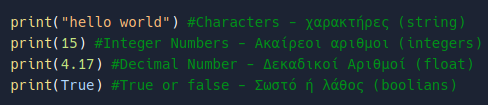 print("hello world") #Characters - χαρακτήρες (string)
print(15) #Integer Numbers - Ακαίρεοι αριθμοι (integers)
print(4.17) #Decimal Number - Δεκαδικοί Αριθμοί (float)
print(True) #True or false - Σωστό ή λάθος (boolians)